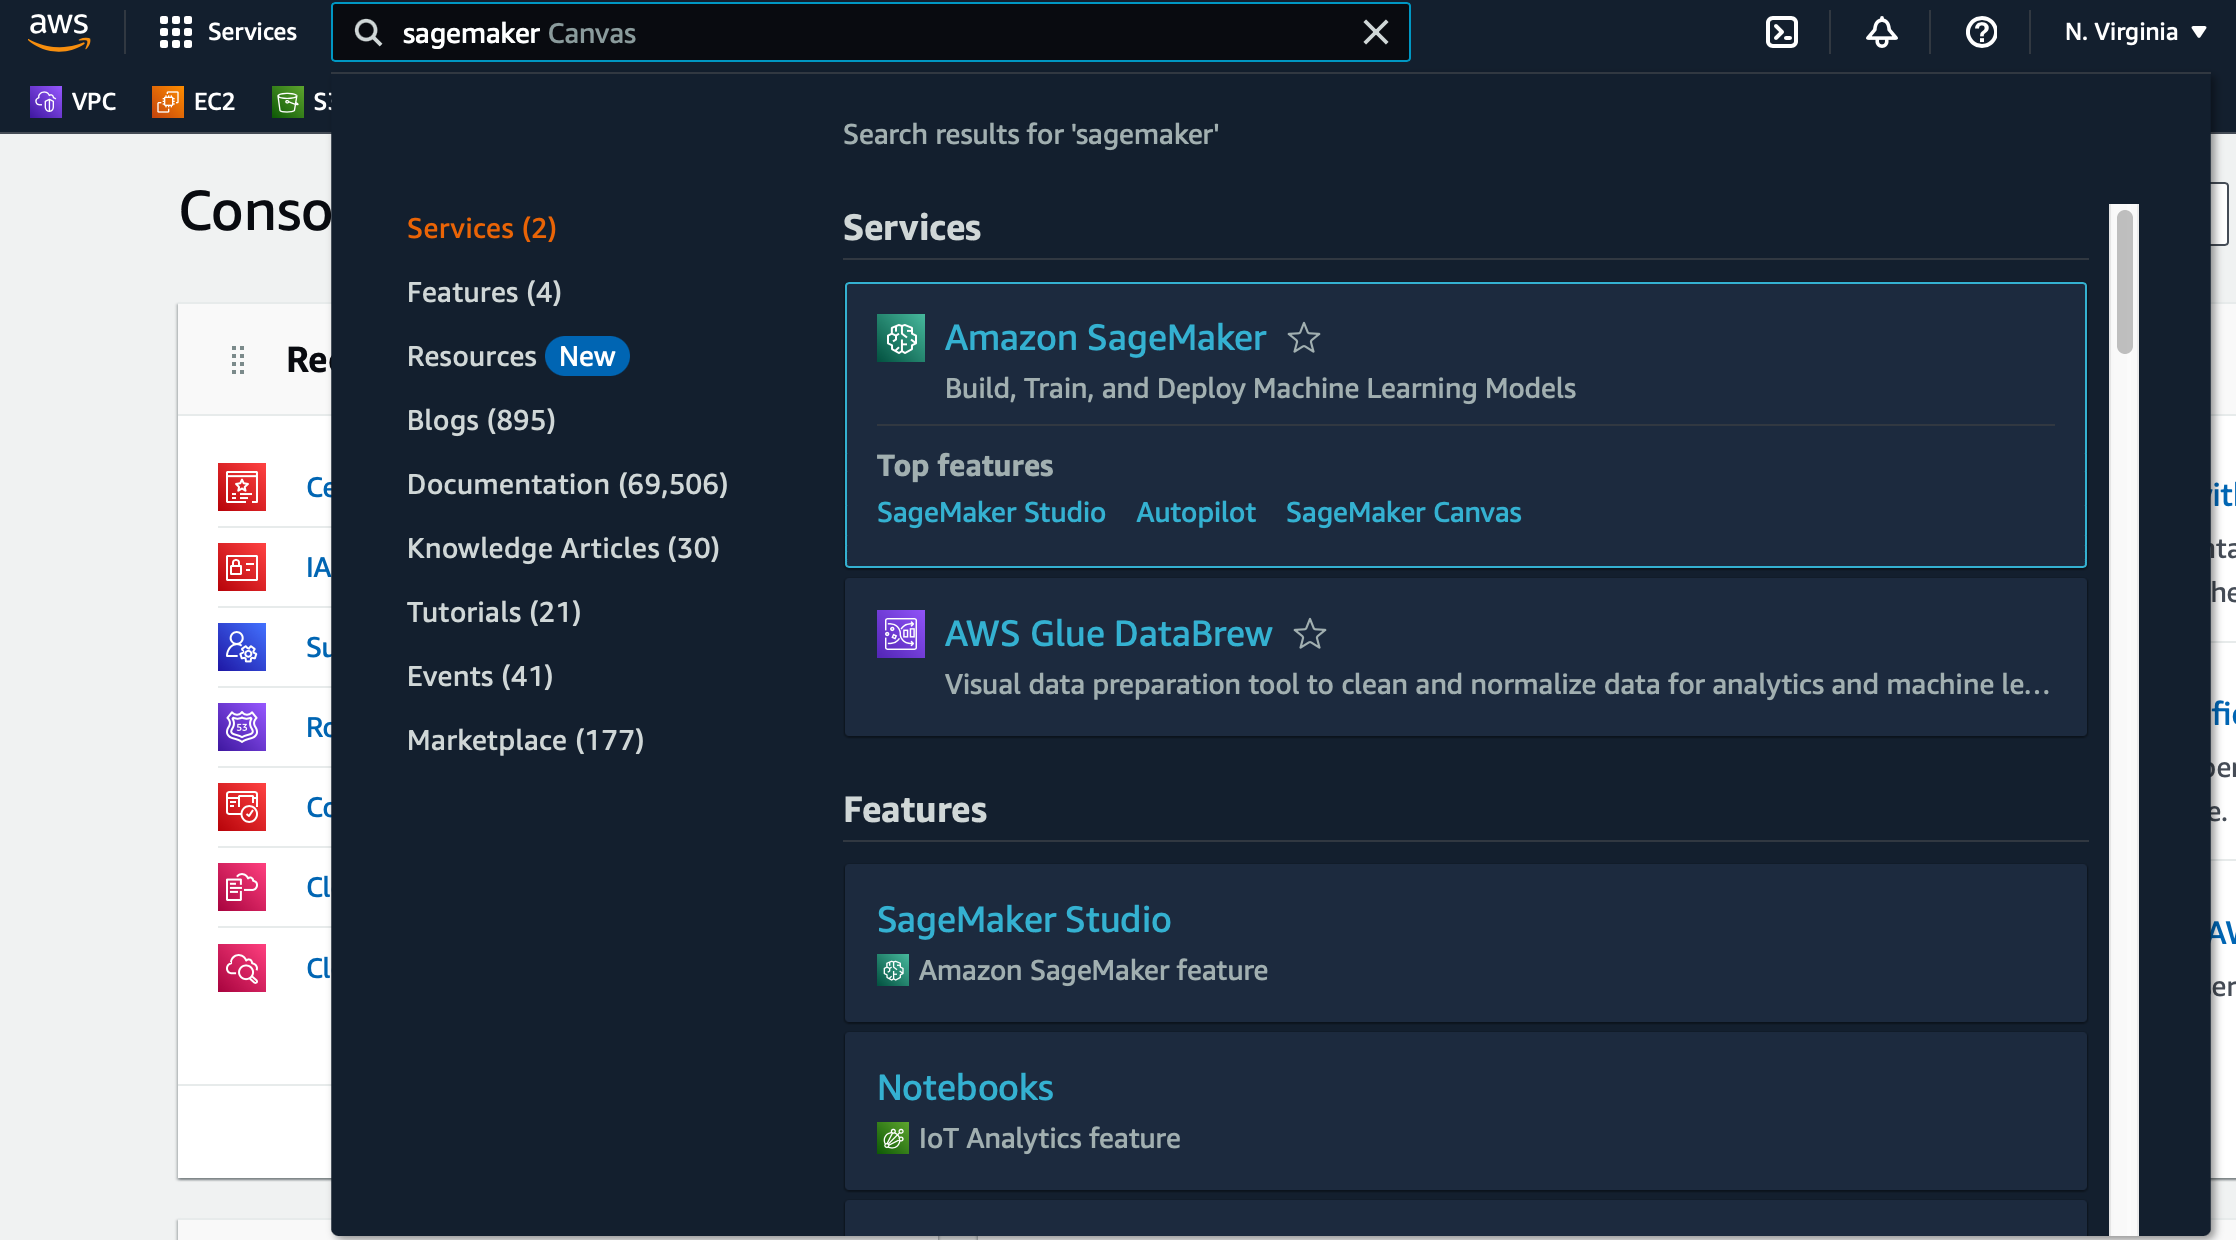 aws
Services
sagemaker Canvas
N. Virginia
VPC
EC2
S3
Search results for 'sagemaker'
Conso
Services (2)
Features (4)
Resources New
Blogs (895)
Documentation (69,506)
Knowledge Articles (30)
Tutorials (21)
Events (41)
Marketplace (177)
Services
Amazon SageMaker
Build, Train, and Deploy Machine Learning Models
Top features
SageMaker Studio Autopilot SageMaker Canvas
AWS Glue DataBrew
Visual data preparation tool to clean and normalize data for analytics and machine le...
Features
SageMaker Studio
Amazon SageMaker feature
Notebooks
IoT Analytics feature
Rec
Ce
IA
Su
53
Ro
Co
Cl
Cl